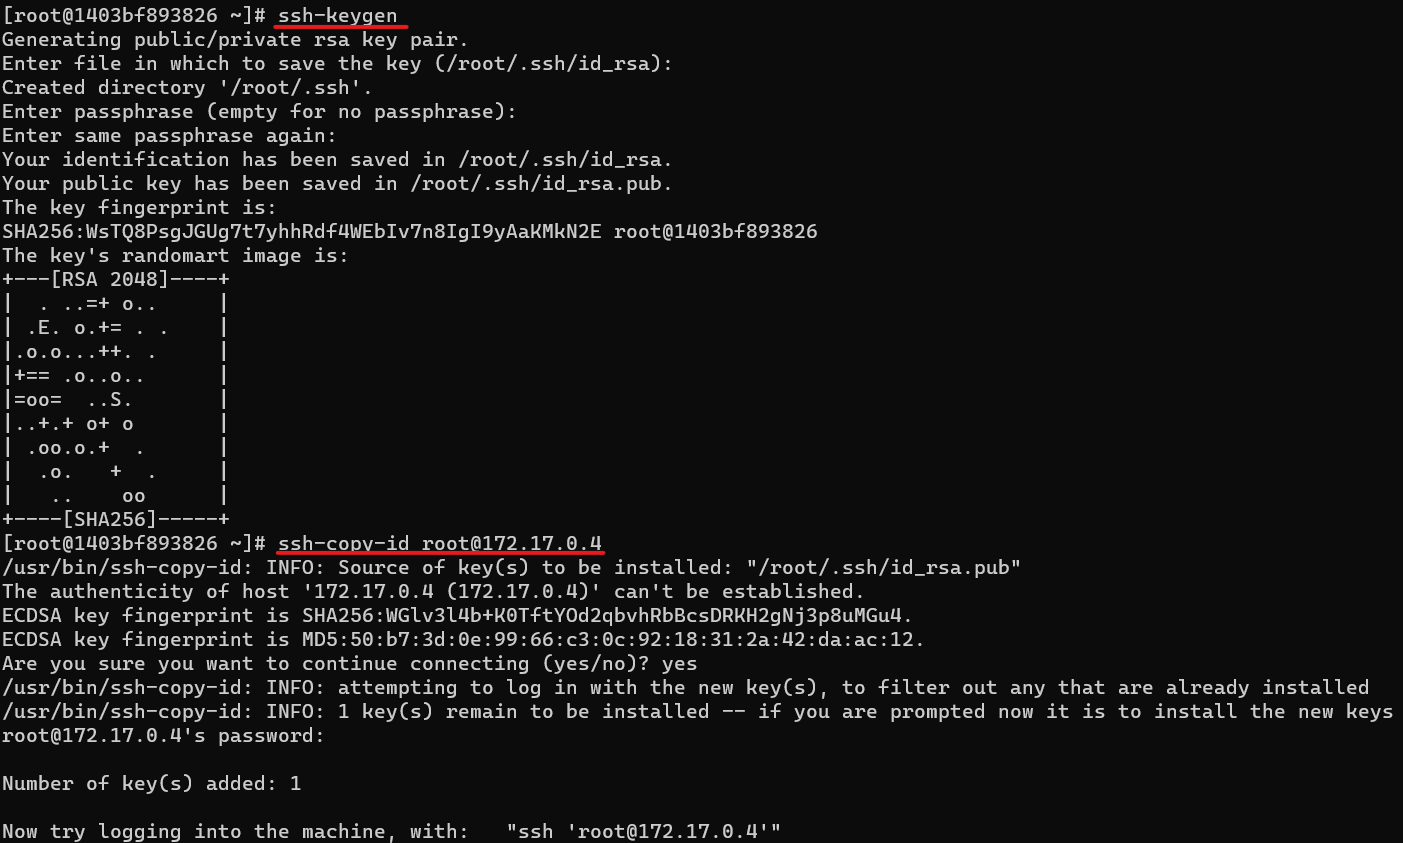 [root@1403bf893826 ~]# ssh-keygen
Generating public/private rsa key pair.
Enter file in which to save the key (/root/.ssh/id_rsa):
Created directory '/root/.ssh'.
Enter passphrase (empty for no passphrase):
Enter same passphrase again:
Your identification has been saved in /root/.ssh/id_rsa.
Your public key has been saved in /root/.ssh/id_rsa.pub.
The key fingerprint is:
SHA256:WsTQ8PsgJGUg7t7yhhRdf4WEbIv7n8IgI9yAaKMkN2E root@1403bf893826
The key's randomart image is:
+---[RSA 2048]----+
|  . ..=+ o..     |
| .E. o.+= . .    |
|.o.o...++. .     |
|+== .o..o..      |
|=oo=  ..S.       |
|..+.+ o+ o       |
| .oo.o.+  .      |
|  .o.   +  .     |
|   ..    oo      |
+----[SHA256]-----+
[root@1403bf893826 ~]# ssh-copy-id root@172.17.0.4
/usr/bin/ssh-copy-id: INFO: Source of key(s) to be installed: "/root/.ssh/id_rsa.pub"
The authenticity of host '172.17.0.4 (172.17.0.4)' can't be established.
ECDSA key fingerprint is SHA256:WGlv3l4b+K0TftYOd2qbvhRbBcsDRKH2gNj3p8uMGu4.
ECDSA key fingerprint is MD5:50:b7:3d:0e:99:66:c3:0c:92:18:31:2a:42:da:ac:12.
Are you sure you want to continue connecting (yes/no)? yes
/usr/bin/ssh-copy-id: INFO: attempting to log in with the new key(s), to filter out any that are already installed
/usr/bin/ssh-copy-id: INFO: 1 key(s) remain to be installed -- if you are prompted now it is to install the new keys
root@172.17.0.4's password:
Number of key(s) added: 1
Now try logging into the machine, with:   "ssh 'root@172.17.0.4'"